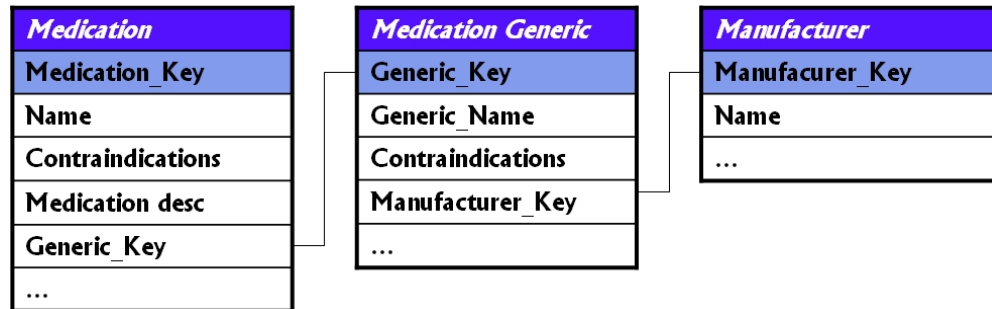 Medication
Medication_Key
Name
Contraindications
Medication desc
Generic_Key
...
Medication Generic
Generic_Key
Generic_Name
Contraindications
Manufacturer_Key
...
Manufacturer
Manufacurer_Key
Name
...